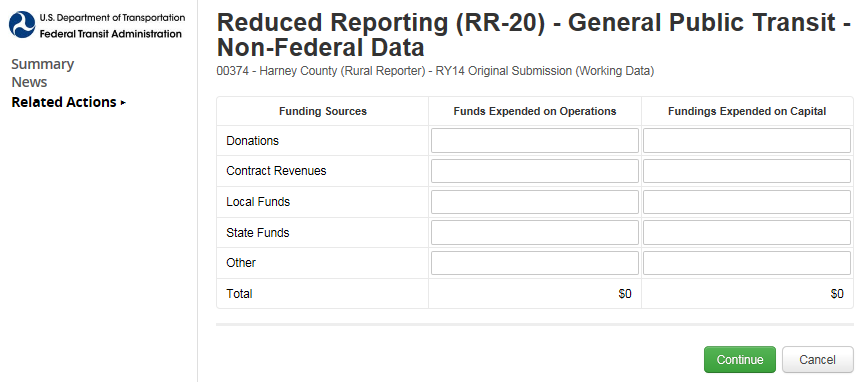 U.S. Department of Transportation
Federal Transit Administration
Summary
News
Related Actions ▸
Reduced Reporting (RR-20) - General Public Transit -
Non-Federal Data
00374 - Harney County (Rural Reporter) - RY14 Original Submission (Working Data)
Funding Sources Funds Expended on Operations Fundings Expended on Capital
Donations
Contract Revenues
Local Funds
State Funds
Other
Total $0 $0
Continue Cancel